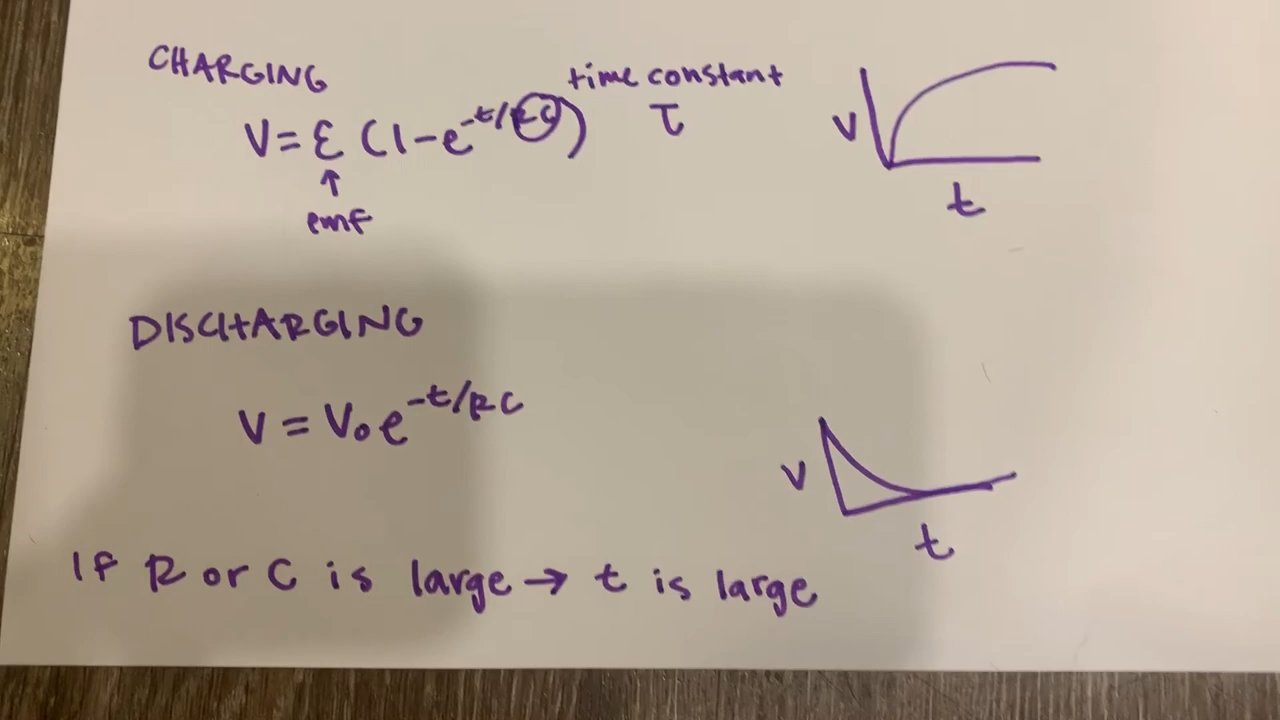 CHARGING
time constant
τ
V = ℰ (1 - e^-t/RC)
↑
emf
V
t
DISCHARGING
V = V₀e^-t/RC
V
t
If R or C is large → t is large